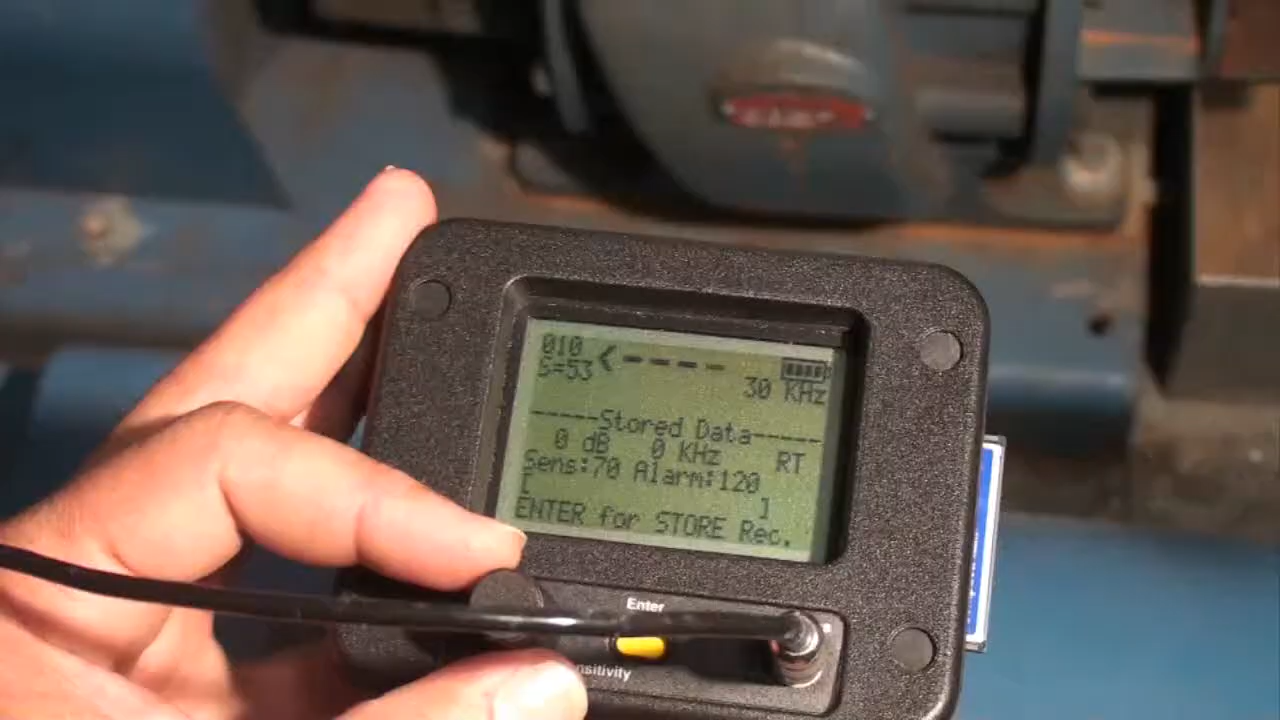 010
S=53
30 KHz
-----Stored Data-----
0 dB 0 KHz RT
Sens:70 Alarm:120
[ ]
ENTER for STORE Rec.
Enter
nsitivity